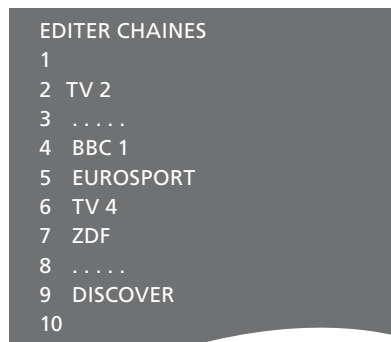 EDITER CHAINES
1
2 TV 2
3 .....
4 BBC 1
5 EUROSPORT
6 TV 4
7 ZDF
8 .....
9 DISCOVER
10